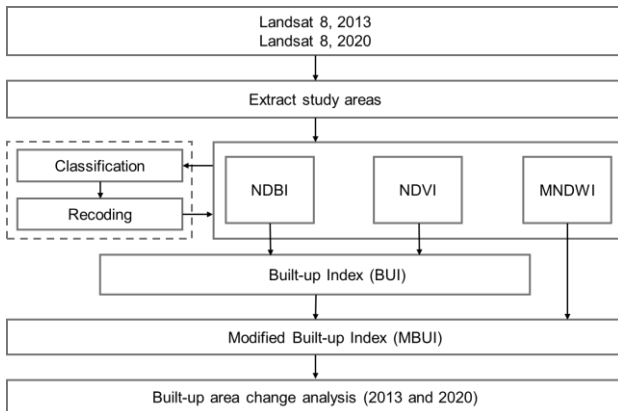 Landsat 8, 2013
Landsat 8, 2020
Extract study areas
Classification
Recoding
NDBI
NDVI
MNDWI
Built-up Index (BUI)
Modified Built-up Index (MBUI)
Built-up area change analysis (2013 and 2020)